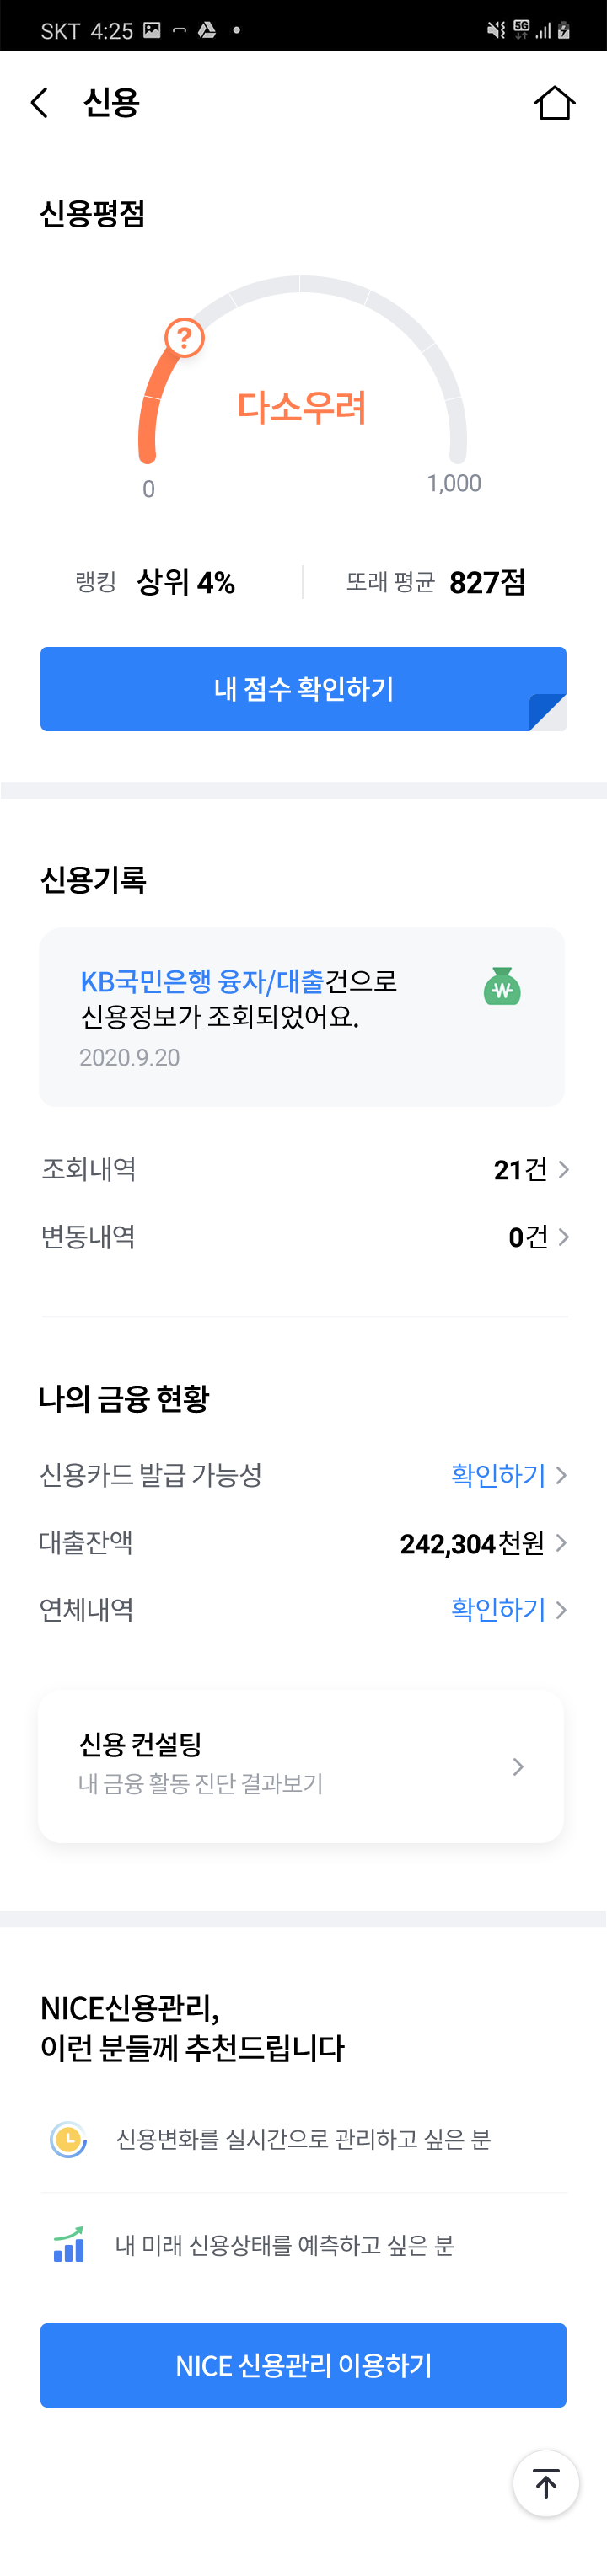 SKT 4:25
5G
신용
신용평점
?
다소우려
0
1,000
랭킹 상위 4%
또래 평균 827점
내 점수 확인하기
신용기록
KB국민은행 융자/대출건으로
신용정보가 조회되었어요.
2020.9.20
조회내역 21건
변동내역 0건
나의 금융 현황
신용카드 발급 가능성 확인하기
대출잔액 242,304천원
연체내역 확인하기
신용 컨설팅
내 금융 활동 진단 결과보기
NICE신용관리,
이런 분들께 추천드립니다
신용변화를 실시간으로 관리하고 싶은 분
내 미래 신용상태를 예측하고 싶은 분
NICE 신용관리 이용하기